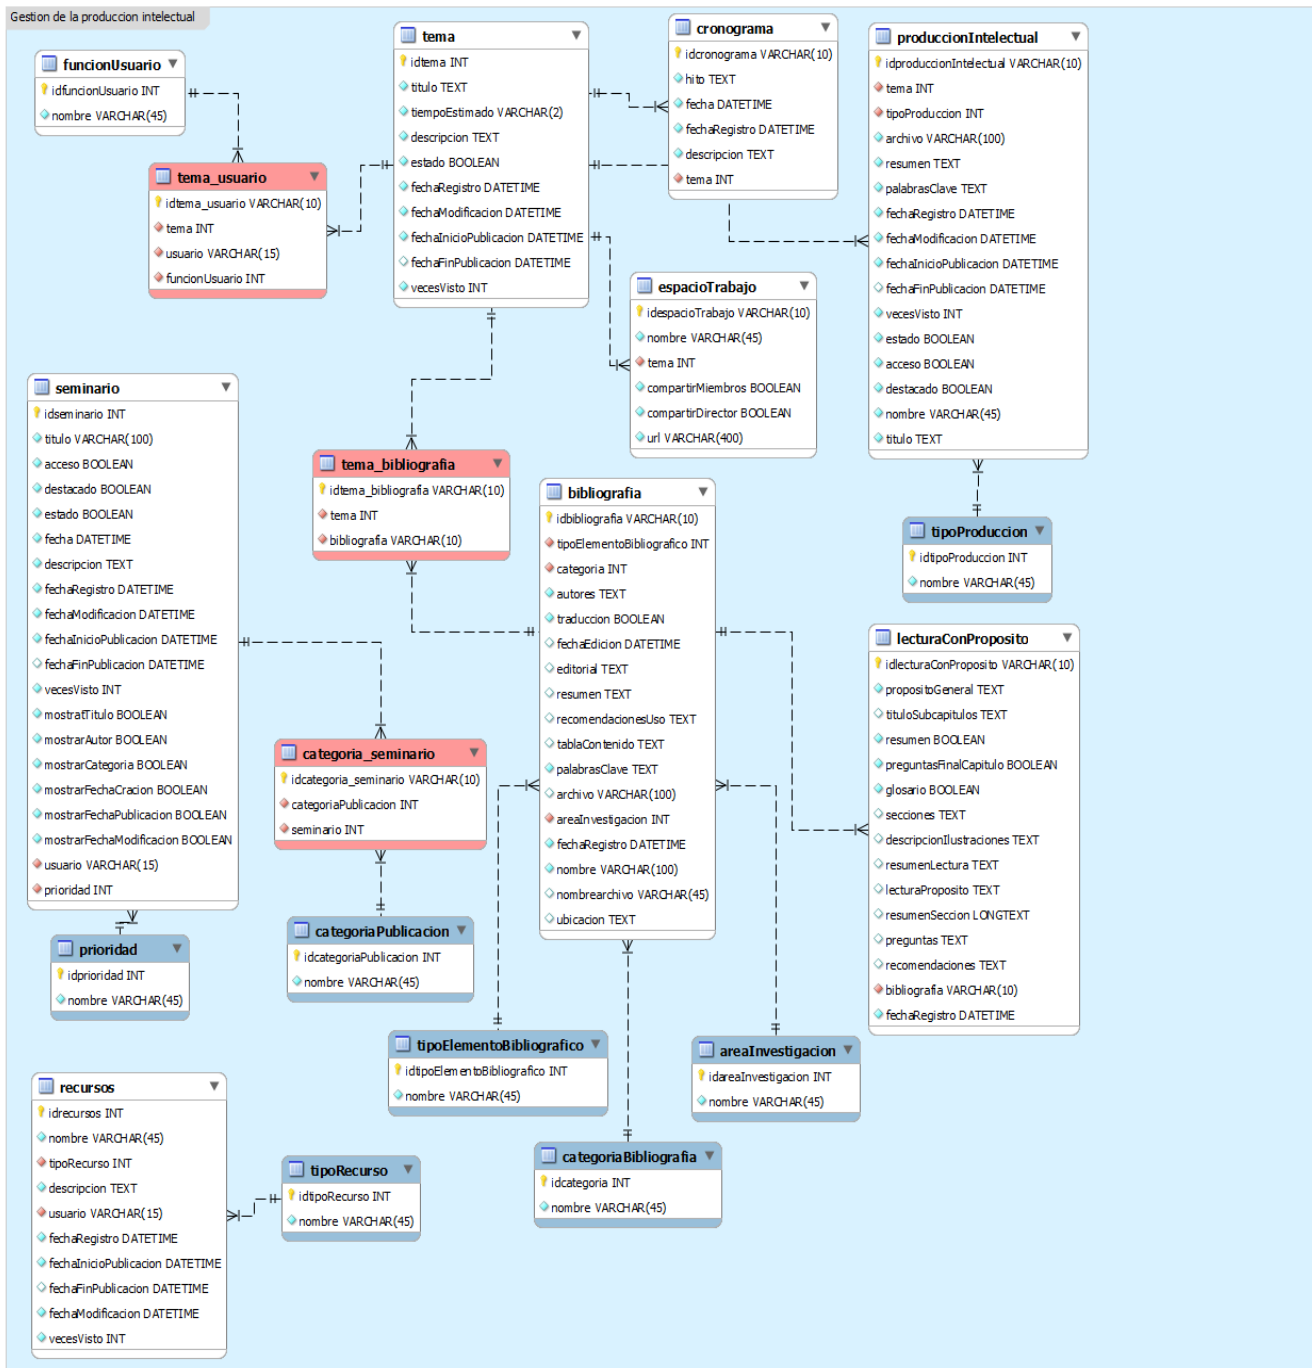 Gestion de la produccion intelectual
funcionUsuario
idfuncionUsuario INT
nombre VARCHAR(45)
tema_usuario
idtema_usuario VARCHAR(10)
tema INT
usuario VARCHAR(15)
funcionUsuario INT
tema
idtema INT
titulo TEXT
tiempoEstimado VARCHAR(2)
descripcion TEXT
estado BOOLEAN
fechaRegistro DATETIME
fechaModificacion DATETIME
fechaInicioPublicacion DATETIME
fechaFinPublicacion DATETIME
vecesVisto INT
cronograma
idcronograma VARCHAR(10)
hito TEXT
fecha DATETIME
fechaRegistro DATETIME
descripcion TEXT
tema INT
produccionIntelectual
idproduccionIntelectual VARCHAR(10)
tema INT
tipoProduccion INT
archivo VARCHAR(100)
resumen TEXT
palabrasClave TEXT
fechaRegistro DATETIME
fechaModificacion DATETIME
fechaInicioPublicacion DATETIME
fechaFinPublicacion DATETIME
vecesVisto INT
estado BOOLEAN
acceso BOOLEAN
destacado BOOLEAN
nombre VARCHAR(45)
titulo TEXT
espacioTrabajo
idespacioTrabajo VARCHAR(10)
nombre VARCHAR(45)
tema INT
compartirMiembros BOOLEAN
compartirDirector BOOLEAN
url VARCHAR(400)
seminario
idseminario INT
titulo VARCHAR(100)
acceso BOOLEAN
destacado BOOLEAN
estado BOOLEAN
fecha DATETIME
descripcion TEXT
fechaRegistro DATETIME
fechaModificacion DATETIME
fechaInicioPublicacion DATETIME
fechaFinPublicacion DATETIME
vecesVisto INT
mostratTitulo BOOLEAN
mostrarAutor BOOLEAN
mostrarCategoria BOOLEAN
mostrarFechaCracion BOOLEAN
mostrarFechaPublicacion BOOLEAN
mostrarFechaModificacion BOOLEAN
usuario VARCHAR(15)
prioridad INT
tema_bibliografia
idtema_bibliografia VARCHAR(10)
tema INT
bibliografia VARCHAR(10)
bibliografia
idbibliografia VARCHAR(10)
tipoElementoBibliografico INT
categoria INT
autores TEXT
traduccion BOOLEAN
fechaEdicion DATETIME
editorial TEXT
resumen TEXT
recomendacionesUso TEXT
tablaContenido TEXT
palabrasClave TEXT
archivo VARCHAR(100)
areaInvestigacion INT
fechaRegistro DATETIME
nombre VARCHAR(100)
nombrearchivo VARCHAR(45)
ubicacion TEXT
tipoProduccion
idtipoProduccion INT
nombre VARCHAR(45)
lecturaConProposito
idlecturaConProposito VARCHAR(10)
propositoGeneral TEXT
tituloSubcapitulos TEXT
resumen BOOLEAN
preguntasFinalCapitulo BOOLEAN
glosario BOOLEAN
secciones TEXT
descripcionIlustraciones TEXT
resumenLectura TEXT
lecturaProposito TEXT
resumenSeccion LONGTEXT
preguntas TEXT
recomendaciones TEXT
bibliografia VARCHAR(10)
fechaRegistro DATETIME
categoría_seminario
idcategoria_seminario VARCHAR(10)
categoriaPublicacion INT
seminario INT
prioridad
idprioridad INT
nombre VARCHAR(45)
categoriaPublicacion
idcategoriaPublicacion INT
nombre VARCHAR(45)
tipoElementoBibliografico
idtipoElementoBibliografico INT
nombre VARCHAR(45)
areaInvestigacion
idareaInvestigacion INT
nombre VARCHAR(45)
recursos
idrecursos INT
nombre VARCHAR(45)
tipoRecurso INT
descripcion TEXT
usuario VARCHAR(15)
fechaRegistro DATETIME
fechaInicioPublicacion DATETIME
fechaFinPublicacion DATETIME
fechaModificacion DATETIME
vecesVisto INT
tipoRecurso
idtipoRecurso INT
nombre VARCHAR(45)
categoriaBibliografia
idcategoria INT
nombre VARCHAR(45)